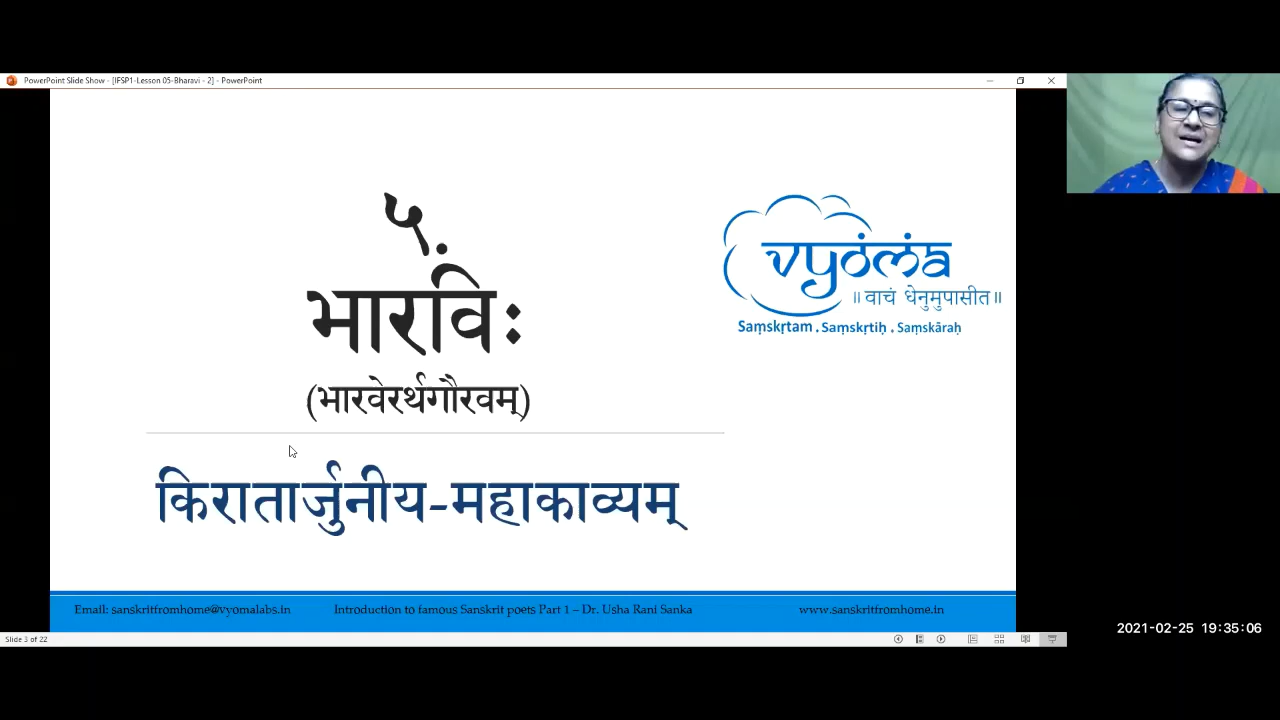 PowerPoint Slide Show - [IFSP1-Lesson 05-Bharavi - 2] - PowerPoint
५.
भारविः
(भारवेरर्थगौरवम्)
किरातार्जुनीय-महाकाव्यम्
vyoma
॥ वाचं धेनुमुपासीत ॥
Saṃskṛtam . Saṃskṛtiḥ . Saṃskāraḥ
Email: sanskritfromhome@vyomalabs.in Introduction to famous Sanskrit poets Part 1 – Dr. Usha Rani Sanka www.sanskritfromhome.in
Slide 3 of 22
2021-02-25 19:35:06